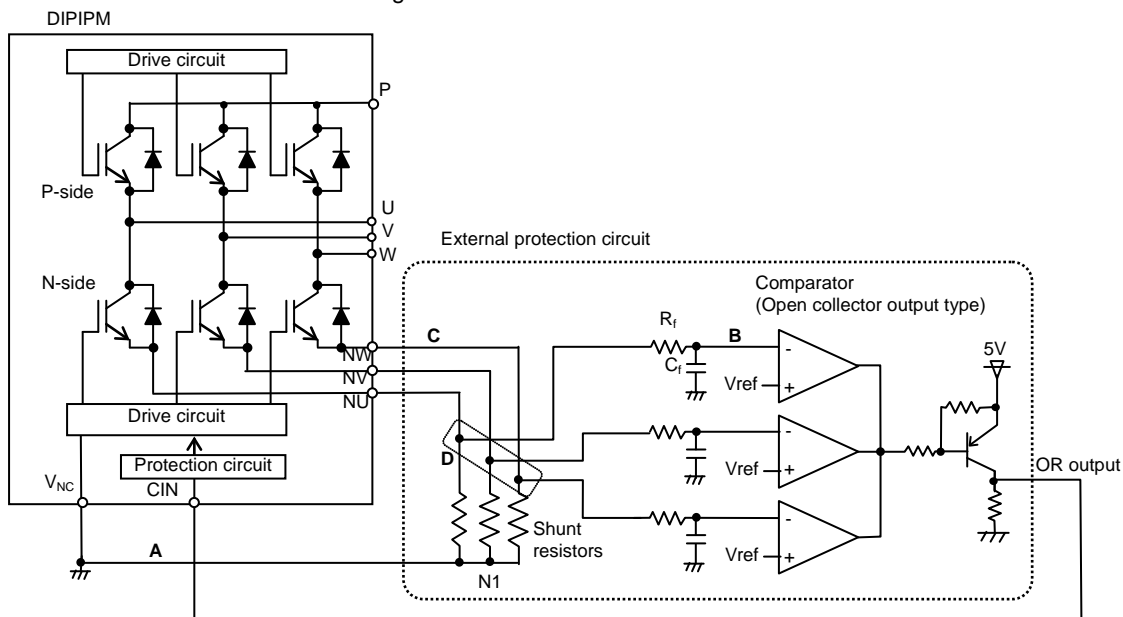 DIPIPM
Drive circuit
P
P-side
U
V
W
External protection circuit
N-side
Comparator
(Open collector output type)
Rf
B
5V
C
Cf
Vref
NW
NV
NU
Drive circuit
D
Vref
Protection circuit
OR output
VNC
CIN
Shunt
resistors
A
Vref
N1
-
+
-
+
-
+